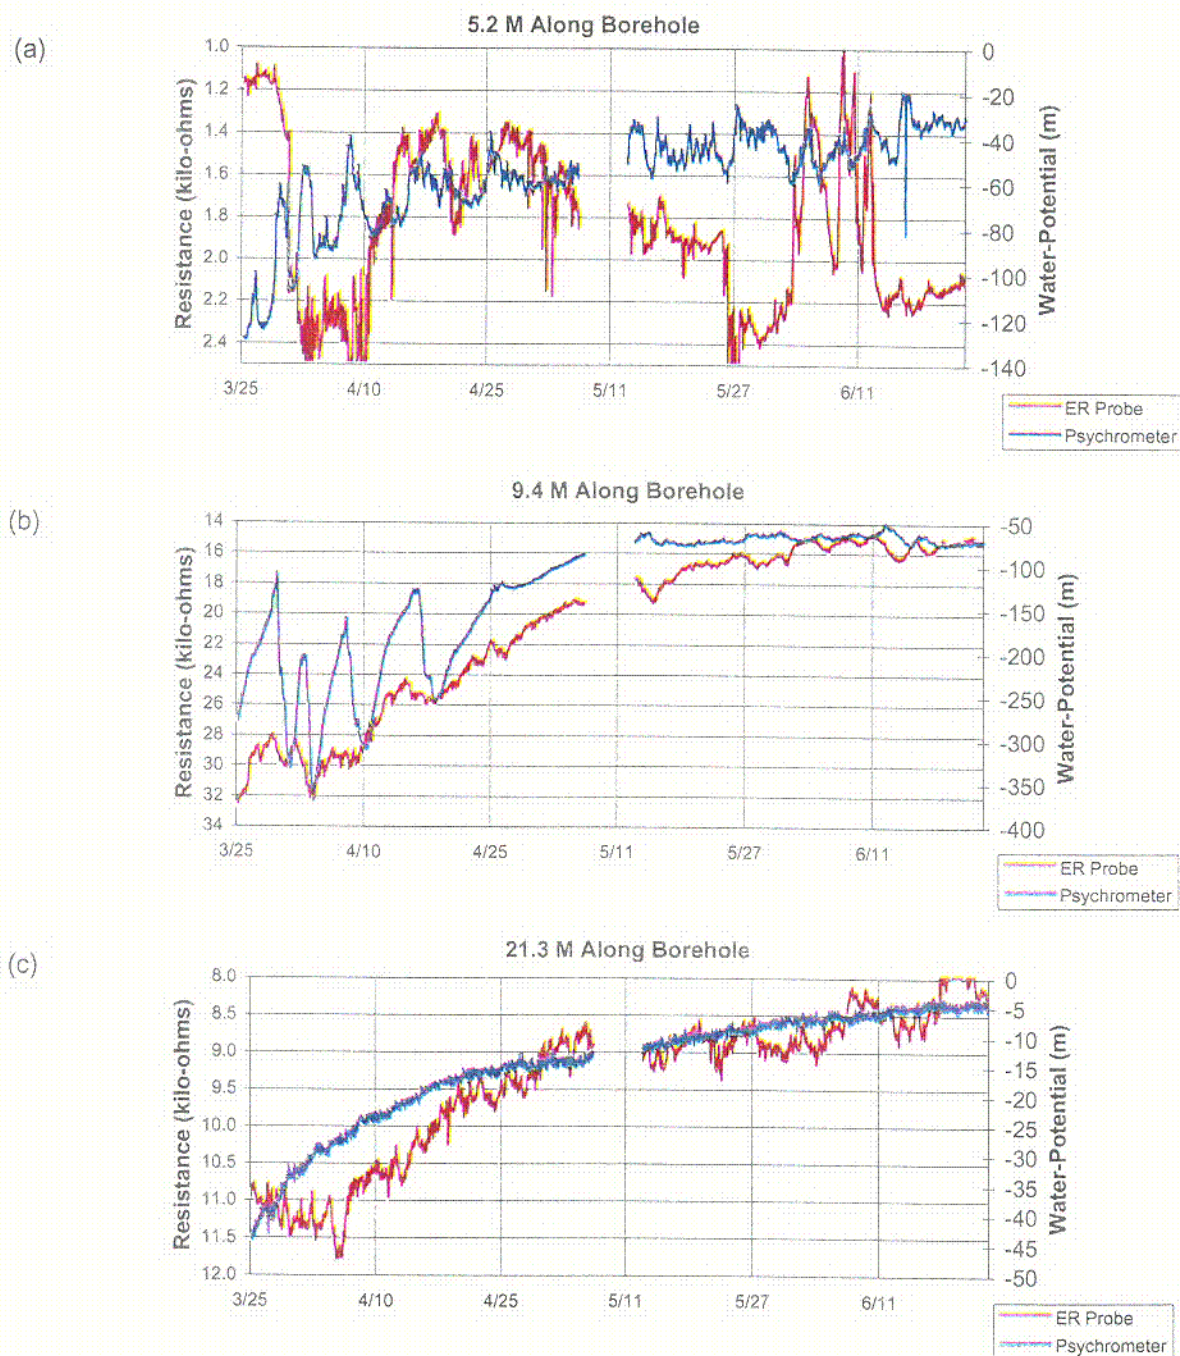 (a)
5.2 M Along Borehole
Resistance (kilo-ohms)
1.0
1.2
1.4
1.6
1.8
2.0
2.2
2.4
0
-20
-40
-60
-80
-100
-120
-140
Water-Potential (m)
3/25 4/10 4/25 5/11 5/27 6/11
ER Probe
Psychrometer
(b)
9.4 M Along Borehole
Resistance (kilo-ohms)
14
16
18
20
22
24
26
28
30
32
34
-50
-100
-150
-200
-250
-300
-350
-400
Water-Potential (m)
3/25 4/10 4/25 5/11 5/27 6/11
ER Probe
Psychrometer
(c)
21.3 M Along Borehole
Resistance (kilo-ohms)
8.0
8.5
9.0
9.5
10.0
10.5
11.0
11.5
12.0
0
-5
-10
-15
-20
-25
-30
-35
-40
-45
-50
Water-Potential (m)
3/25 4/10 4/25 5/11 5/27 6/11
ER Probe
Psychrometer